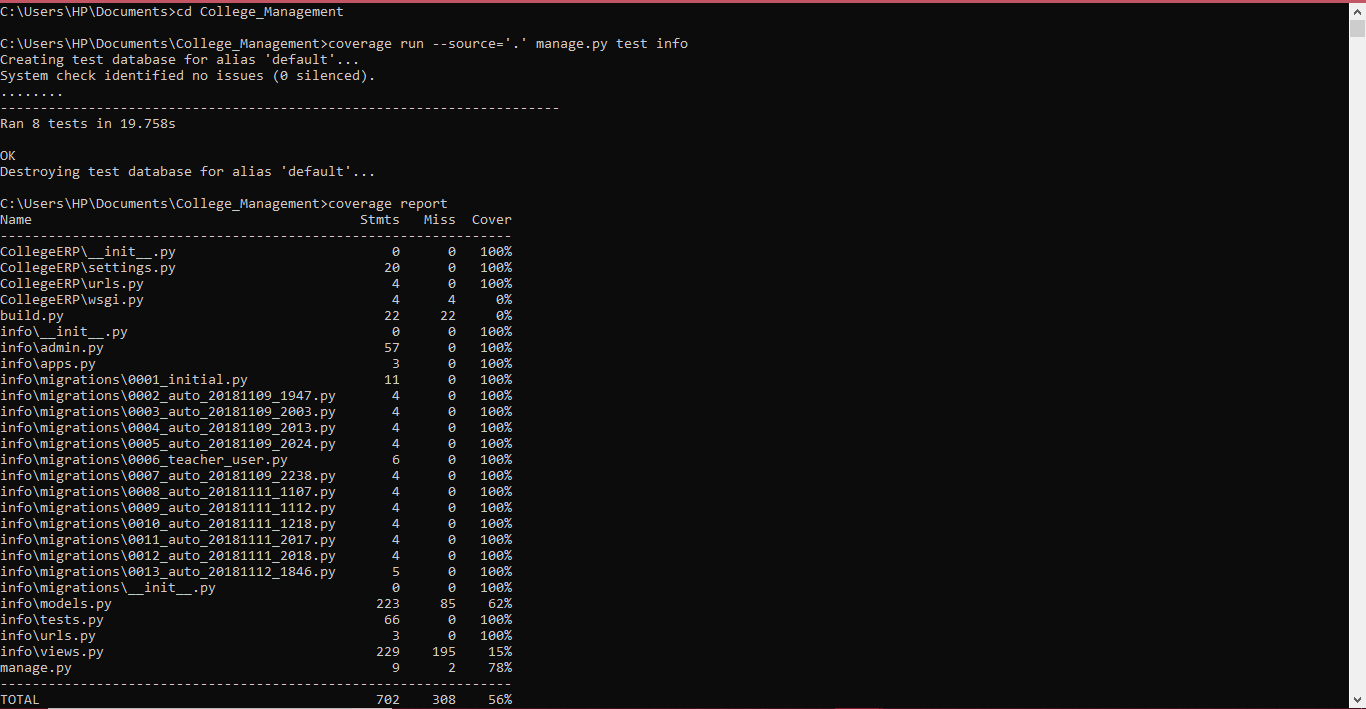 C:\Users\HP\Documents>cd College_Management
C:\Users\HP\Documents\College_Management>coverage run --source='.' manage.py test info
Creating test database for alias 'default'...
System check identified no issues (0 silenced).
........
----------------------------------------------------------------------
Ran 8 tests in 19.758s
OK
Destroying test database for alias 'default'...
C:\Users\HP\Documents\College_Management>coverage report
Name                                         Stmts   Miss  Cover
----------------------------------------------------------------
CollegeERP\__init__.py                           0      0   100%
CollegeERP\settings.py                          20      0   100%
CollegeERP\urls.py                               4      0   100%
CollegeERP\wsgi.py                               4      4     0%
build.py                                        22     22     0%
info\__init__.py                                 0      0   100%
info\admin.py                                   57      0   100%
info\apps.py                                     3      0   100%
info\migrations\0001_initial.py                 11      0   100%
info\migrations\0002_auto_20181109_1947.py       4      0   100%
info\migrations\0003_auto_20181109_2003.py       4      0   100%
info\migrations\0004_auto_20181109_2013.py       4      0   100%
info\migrations\0005_auto_20181109_2024.py       4      0   100%
info\migrations\0006_teacher_user.py             6      0   100%
info\migrations\0007_auto_20181109_2238.py       4      0   100%
info\migrations\0008_auto_20181111_1107.py       4      0   100%
info\migrations\0009_auto_20181111_1112.py       4      0   100%
info\migrations\0010_auto_20181111_1218.py       4      0   100%
info\migrations\0011_auto_20181111_2017.py       4      0   100%
info\migrations\0012_auto_20181111_2018.py       4      0   100%
info\migrations\0013_auto_20181112_1846.py       5      0   100%
info\migrations\__init__.py                      0      0   100%
info\models.py                                 223     85    62%
info\tests.py                                   66      0   100%
info\urls.py                                     3      0   100%
info\views.py                                  229    195    15%
manage.py                                        9      2    78%
----------------------------------------------------------------
TOTAL                                          702    308    56%